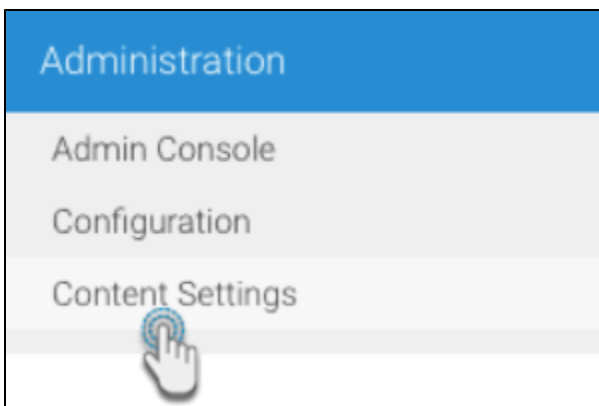 Administration
Admin Console
Configuration
Content Settings